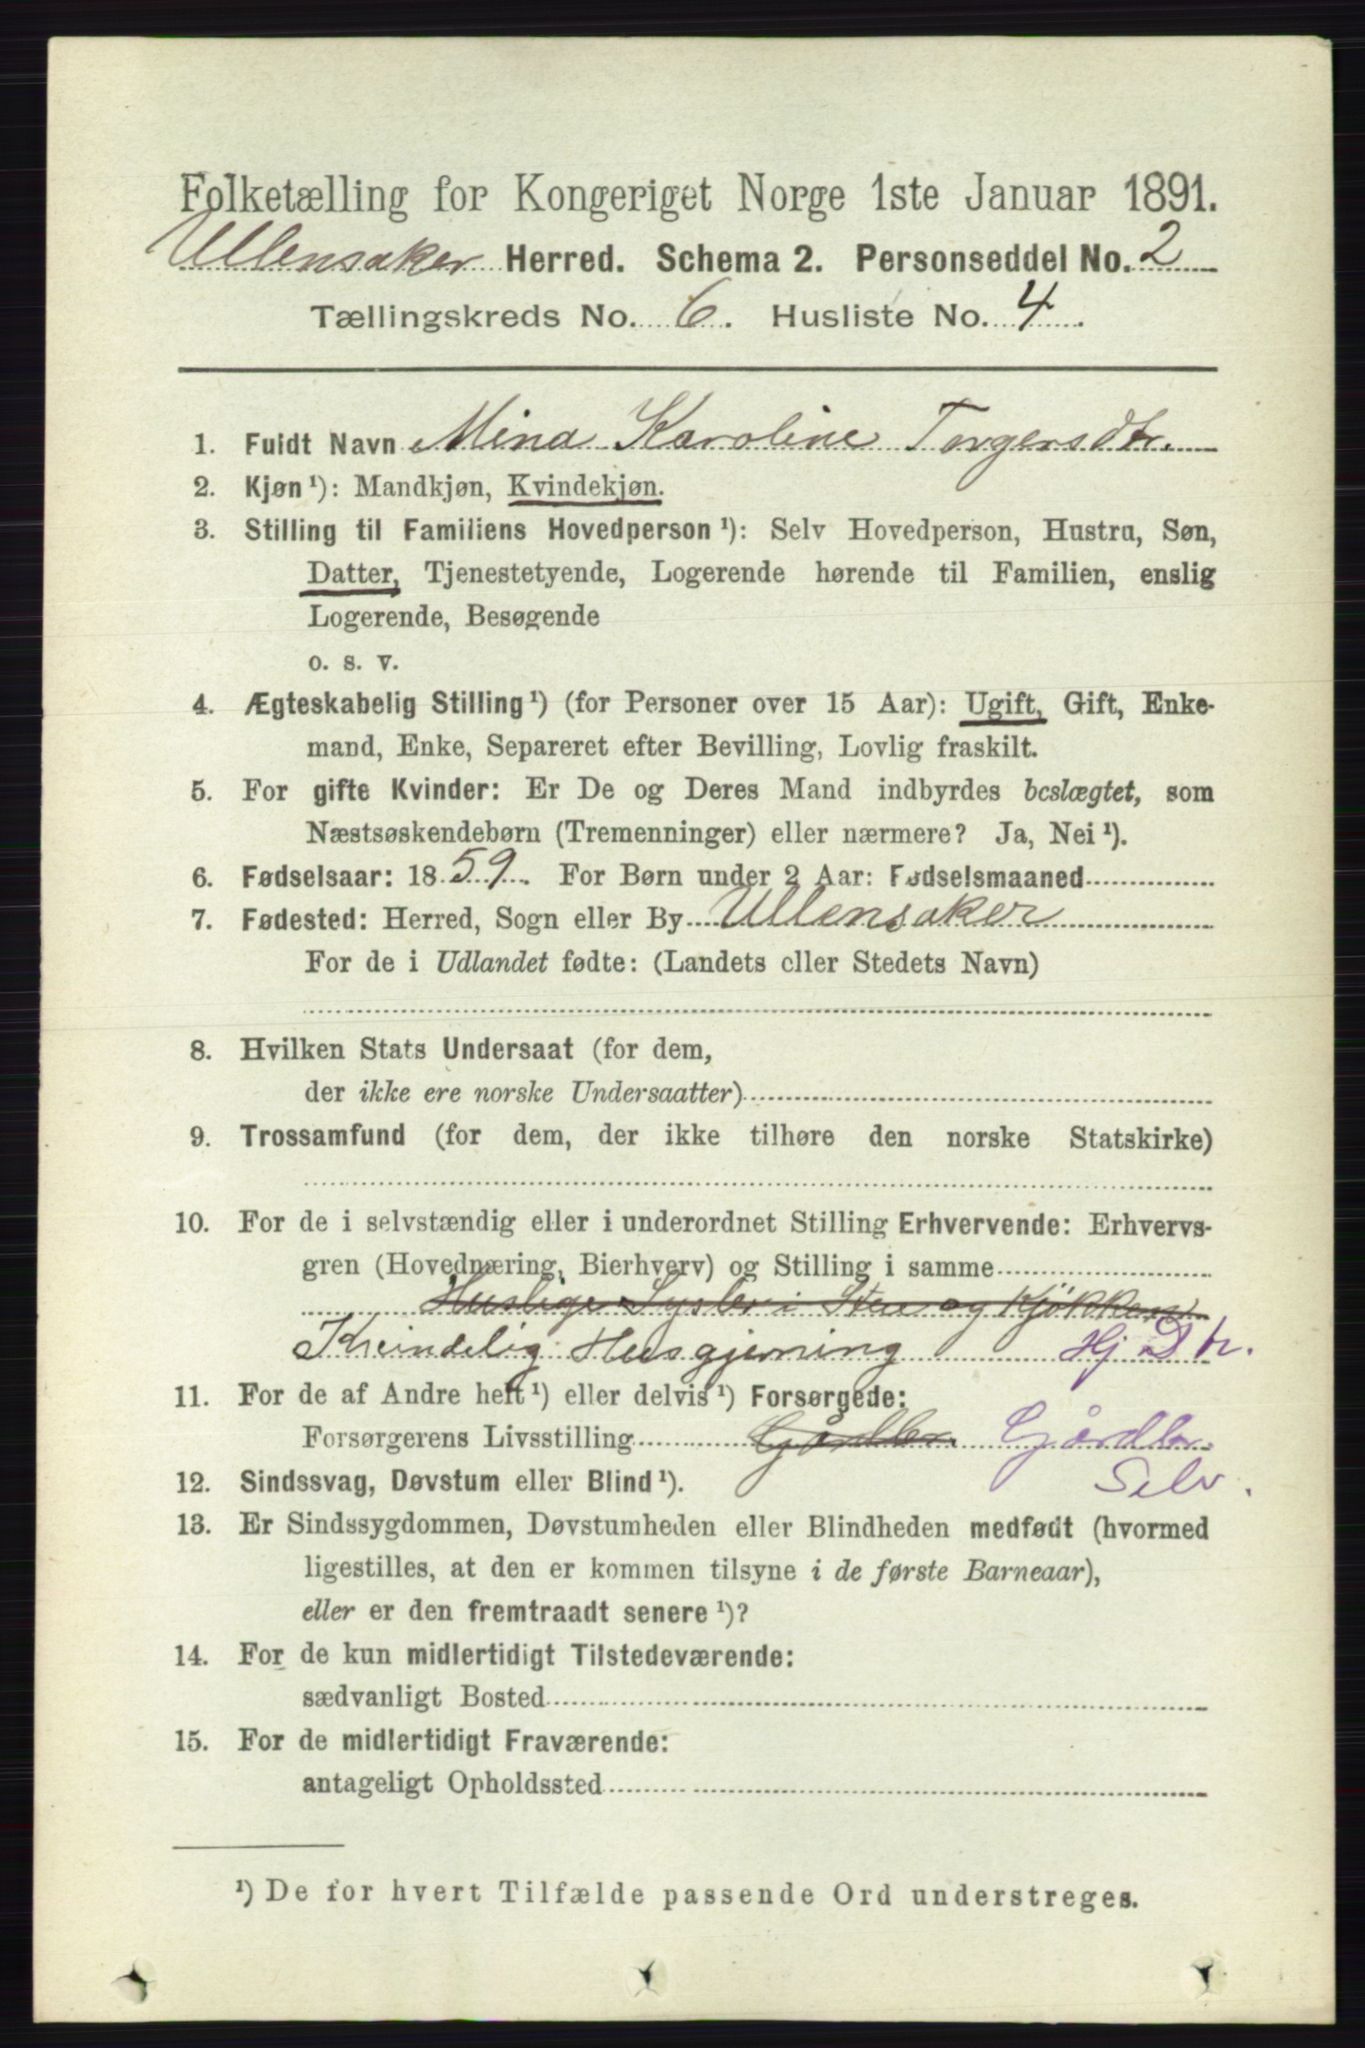 Folketælling for Kongeriget Norge 1ste Januar 1891.
Ullensaker Herred. Schema 2. Personseddel No. 2
Tællingskreds No. 6. Husliste No. 4.
1. Fuldt Navn Mina Karoline Torgersdtr.
2. Kjøn¹): Mandkjøn, Kvindekjøn.
3. Stilling til Familiens Hovedperson¹): Selv Hovedperson, Hustru, Søn,
Datter, Tjenestetyende, Logerende hørende til Familien, enslig
Logerende, Besøgende
o. s. v.
4. Ægteskabelig Stilling¹) (for Personer over 15 Aar): Ugift, Gift, Enke-
mand, Enke, Separeret efter Bevilling, Lovlig fraskilt.
5. For gifte Kvinder: Er De og Deres Mand indbyrdes beslægtet, som
Næstsøskendebørn (Tremenninger) eller nærmere? Ja, Nei¹).
6. Fødselsaar: 1859. For Børn under 2 Aar: Fødselsmaaned
7. Fødested: Herred, Sogn eller By Ullensaker
For de i Udlandet fødte: (Landets eller Stedets Navn)
8. Hvilken Stats Undersaat (for dem,
der ikke ere norske Undersaatter)
9. Trossamfund (for dem, der ikke tilhøre den norske Statskirke)
10. For de i selvstændig eller i underordnet Stilling Erhvervende: Erhvervs-
gren (Hovednæring, Bierhverv) og Stilling i samme
Huslige Sysler i Stue og Kjøkken
Kvindelig Husgjerning Hj Dtr.
11. For de af Andre helt¹) eller delvis¹) Forsørgede:
Forsørgerens Livsstilling Gårdbr. Gårdbr.
Selv.
12. Sindssvag, Døvstum eller Blind¹).
13. Er Sindssygdommen, Døvstumheden eller Blindheden medfødt (hvormed
ligestilles, at den er kommen tilsyne i de første Barneaar),
eller er den fremtraadt senere¹)?
14. For de kun midlertidigt Tilstedeværende:
sædvanligt Bosted
15. For de midlertidigt Fraværende:
antageligt Opholdssted
¹) De for hvert Tilfælde passende Ord understreges.